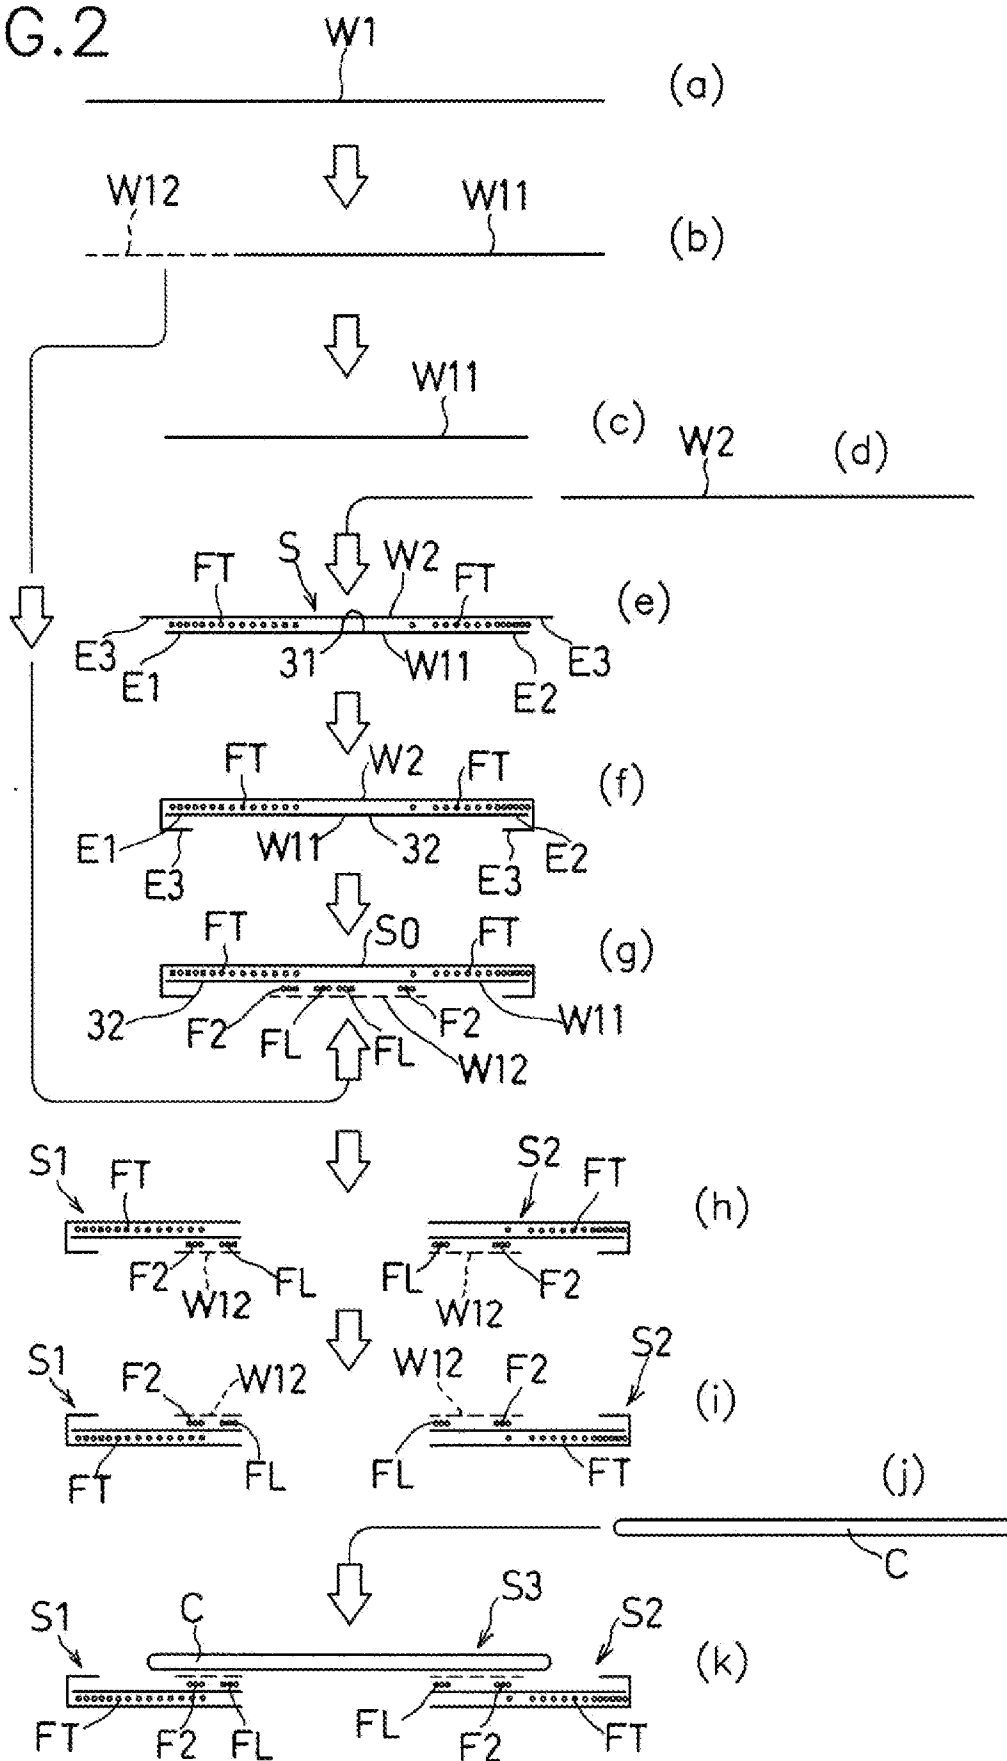 G.2
W1
(a)
W12
W11
(b)
W11
(c)
W2
(d)
S
W2
FT
FT
(e)
E3
E1
31
W11
E2
E3
FT
W2
FT
(f)
E1
W11
32
E2
E3
E3
FT
S0
FT
(g)
32
F2
FL
FL
F2
W11
W12
S1
FT
S2
FT
(h)
F2
FL
FL
F2
W12
W12
S1
F2
W12
W12
F2
S2
(i)
FT
FL
FL
FT
(j)
C
S1
C
S3
S2
(k)
FT
F2
FL
FL
F2
FT